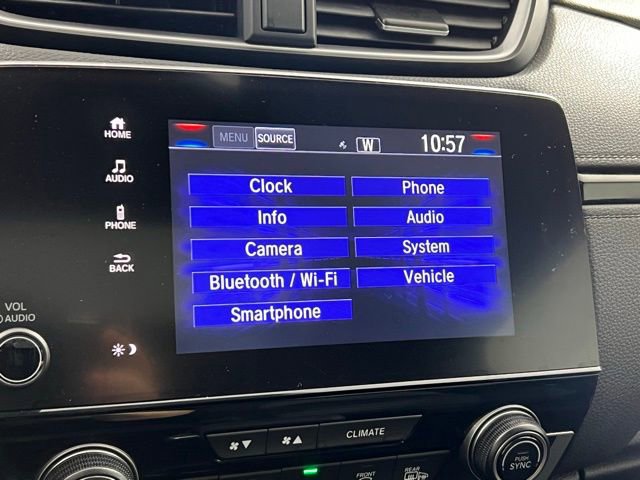 HOME
AUDIO
PHONE
BACK
VOL
AUDIO
MENU SOURCE W 10:57
Clock Phone
Info Audio
Camera System
Bluetooth / Wi-Fi Vehicle
Smartphone
CLIMATE
FRONT REAR
PUSH
SYNC